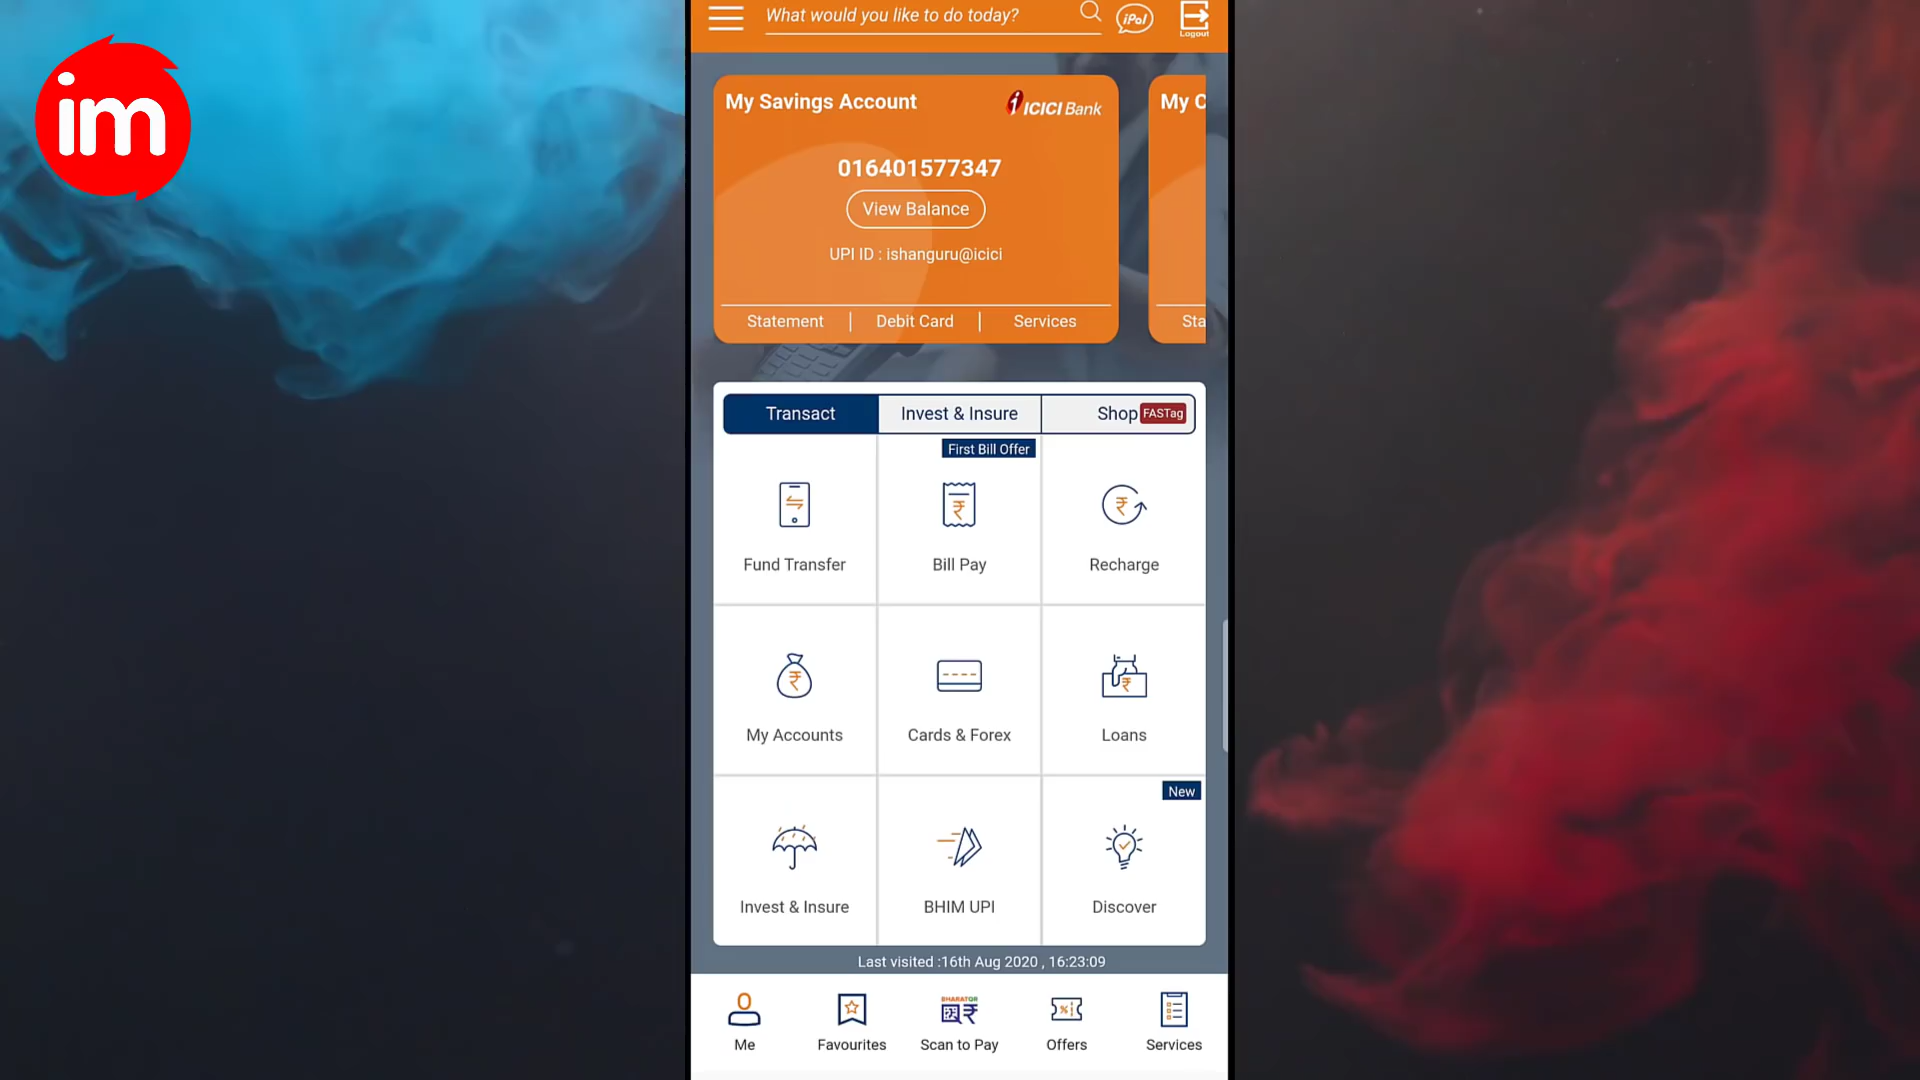 im
What would you like to do today?
iPal
Logout
My Savings Account
ICICI Bank
016401577347
View Balance
UPI ID : ishanguru@icici
Statement
Debit Card
Services
My C
Sta
Transact
Invest & Insure
Shop FASTag
First Bill Offer
Fund Transfer
Bill Pay
Recharge
My Accounts
Cards & Forex
Loans
New
Invest & Insure
BHIM UPI
Discover
Last visited :16th Aug 2020 , 16:23:09
Me
Favourites
BHARATQR
Scan to Pay
Offers
Services